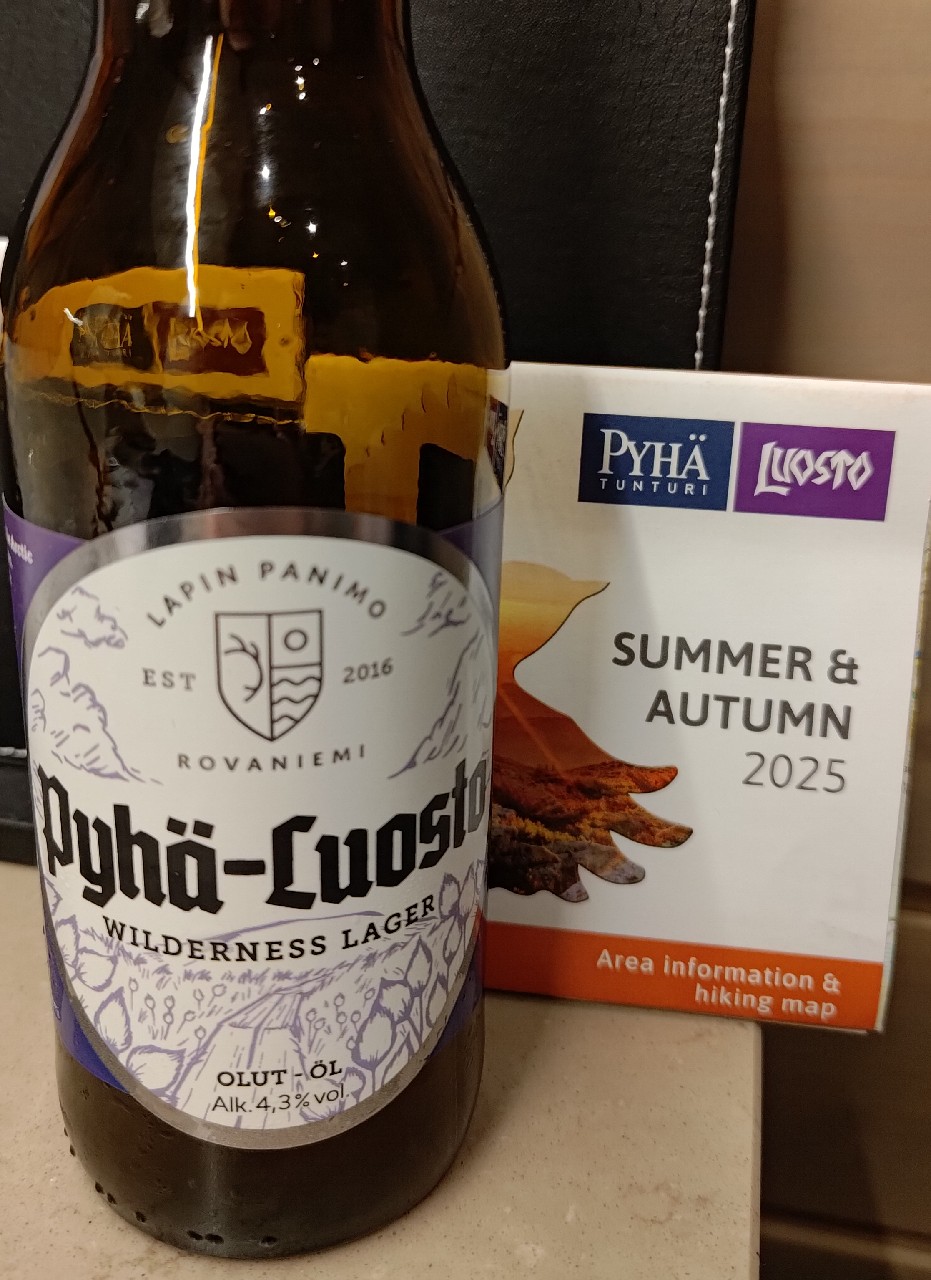 LAPIN PANIMO
EST 2016
ROVANIEMI
Pyhä-Luosto
WILDERNESS LAGER
OLUT - ÖL
Alk. 4,3% vol.
Arctic
PYHÄ
TUNTURI
LUOSTO
SUMMER &
AUTUMN
2025
Area information &
hiking map